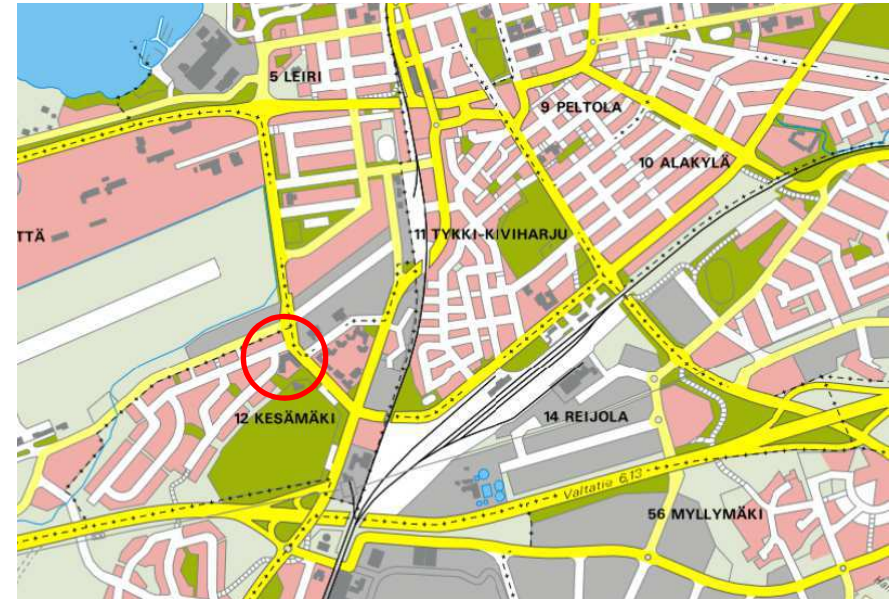 5 LEIRI
9 PELTOLA
10 ALAKYLÄ
TTÄ
11 TYKKI-KIVIHARJU
12 KESÄMÄKI
14 REIJOLA
Valtatie 6,13
56 MYLLYMÄKI